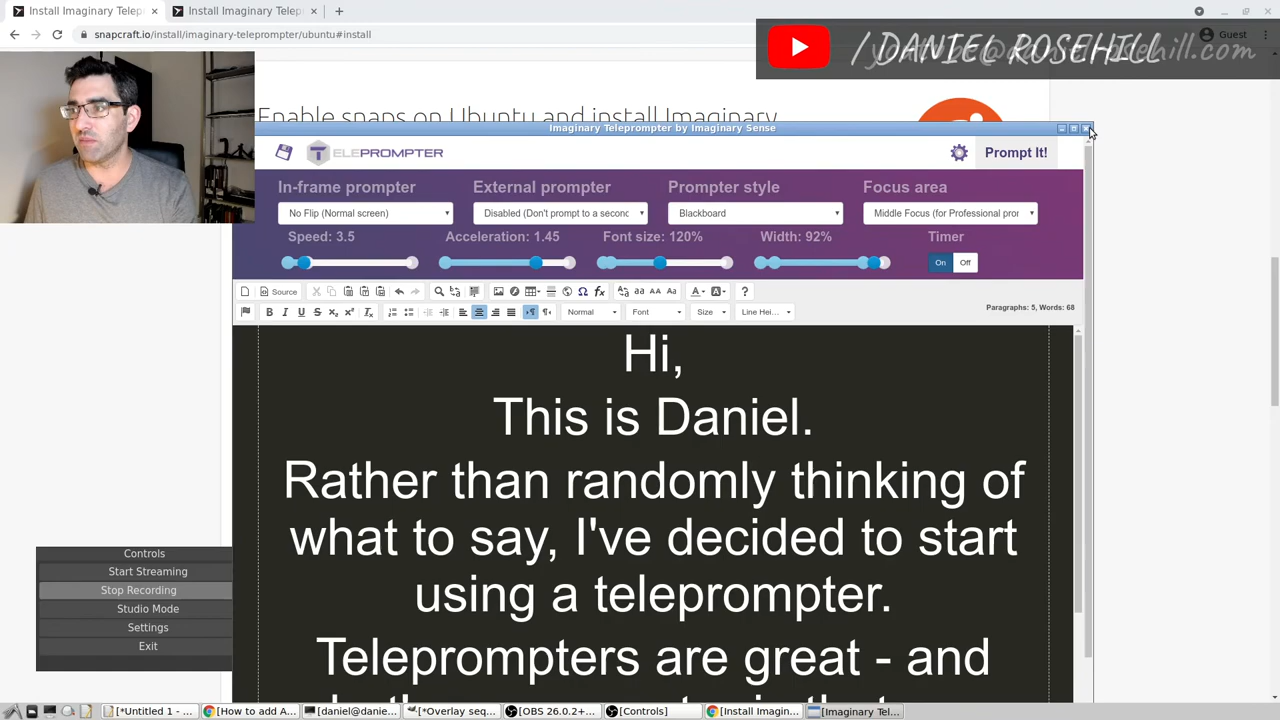 Install Imaginary Telep
Install Imaginary Telep
snapcraft.io/install/imaginary-teleprompter/ubuntu#install
Guest
/DANIEL ROSEHILL
youtube@danielrosehill.com
Enable snaps on Ubuntu and install Imaginary
Imaginary Teleprompter by Imaginary Sense
TELEPROMPTER
Prompt It!
In-frame prompter
External prompter
Prompter style
Focus area
No Flip (Normal screen)
Disabled (Don't prompt to a secon
Blackboard
Middle Focus (for Professional pro
Speed: 3.5
Acceleration: 1.45
Font size: 120%
Width: 92%
Timer
On
Off
Source
Paragraphs: 5, Words: 68
Normal
Font
Size
Line Hei...
Hi,
This is Daniel.
Rather than randomly thinking of
what to say, I've decided to start
using a teleprompter.
Teleprompters are great - and
Controls
Start Streaming
Stop Recording
Studio Mode
Settings
Exit
[*Untitled 1 - ...
[How to add A...
[daniel@danie...
[*Overlay seq...
[OBS 26.0.2+...
[Controls]
[Install Imagin...
[Imaginary Tel...